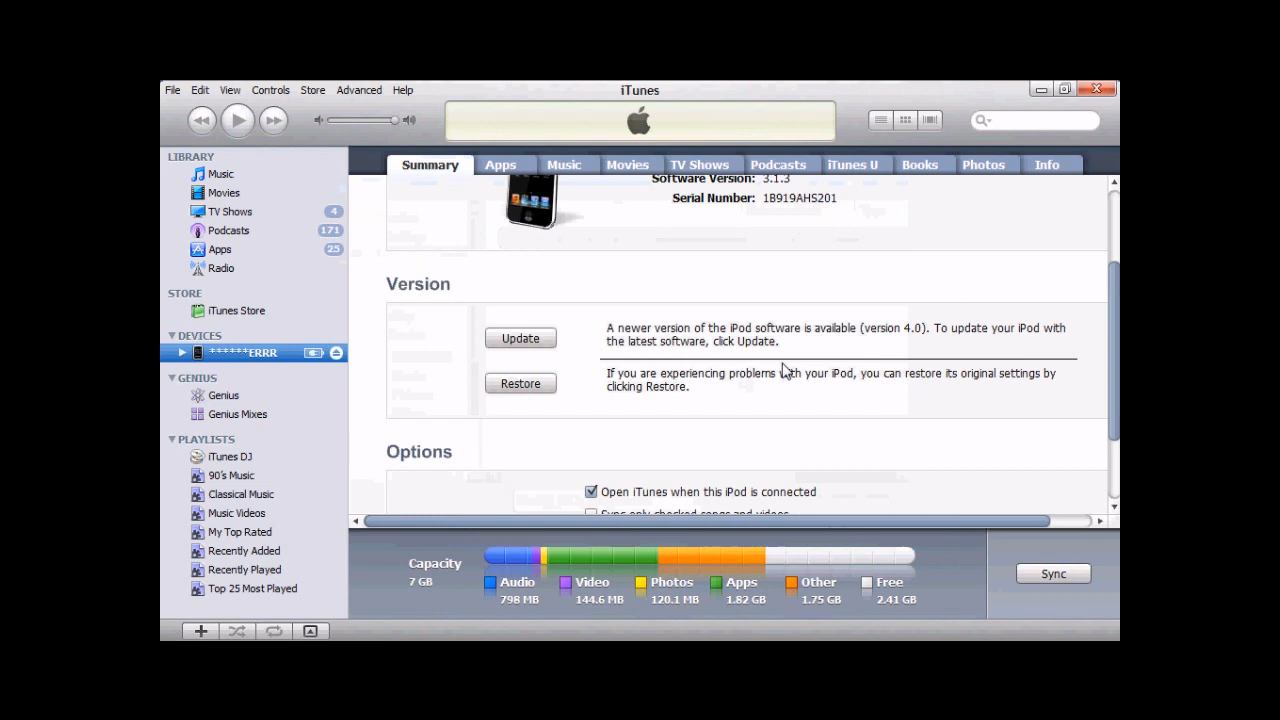 File Edit View Controls Store Advanced Help
iTunes
LIBRARY
Music
Movies
TV Shows 4
Podcasts 171
Apps 25
Radio
STORE
iTunes Store
DEVICES
******ERRR
GENIUS
Genius
Genius Mixes
PLAYLISTS
iTunes DJ
90's Music
Classical Music
Music Videos
My Top Rated
Recently Added
Recently Played
Top 25 Most Played
Summary Apps Music Movies TV Shows Podcasts iTunes U Books Photos Info
Software Version: 3.1.3
Serial Number: 1B919AHS201
Version
Update
A newer version of the iPod software is available (version 4.0). To update your iPod with
the latest software, click Update.
Restore
If you are experiencing problems with your iPod, you can restore its original settings by
clicking Restore.
Options
Open iTunes when this iPod is connected
Sync only checked songs and videos
Capacity
7 GB
Audio Video Photos Apps Other Free
798 MB 144.6 MB 120.1 MB 1.82 GB 1.75 GB 2.41 GB
Sync